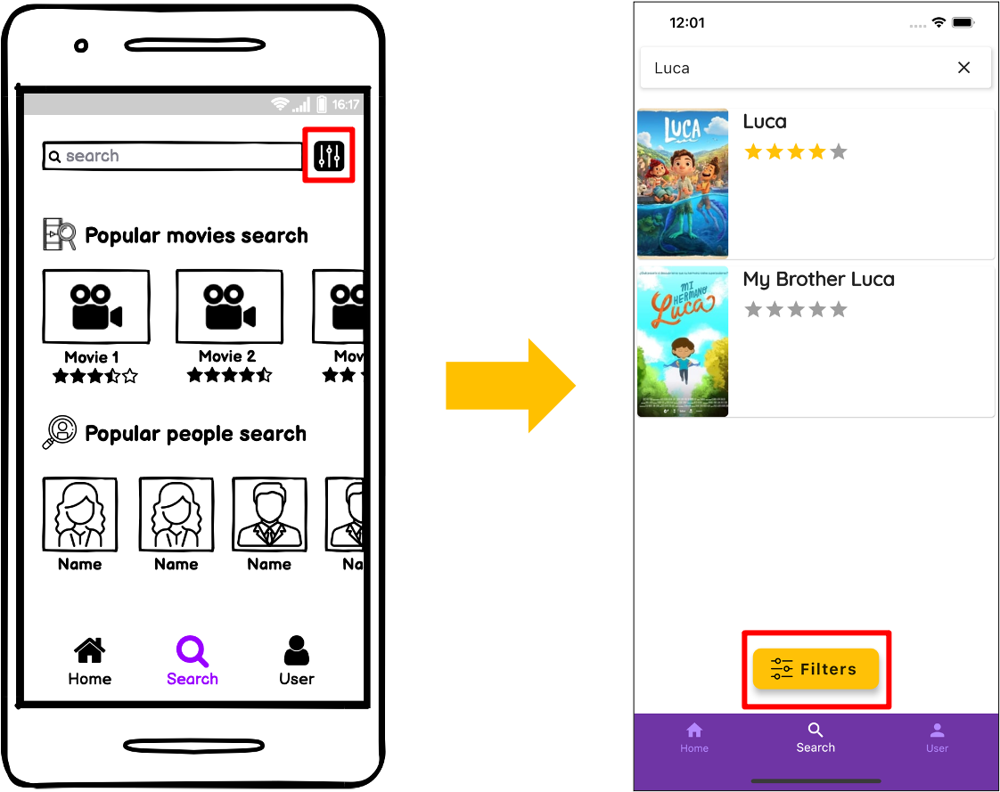 16:17
search
Popular movies search
Movie 1
Movie 2
Mov
Popular people search
Name
Name
Name
Na
Home
Search
User
12:01
Luca
LUCA
Luca
MI
HERMANO
Luca
My Brother Luca
Filters
Home
Search
User